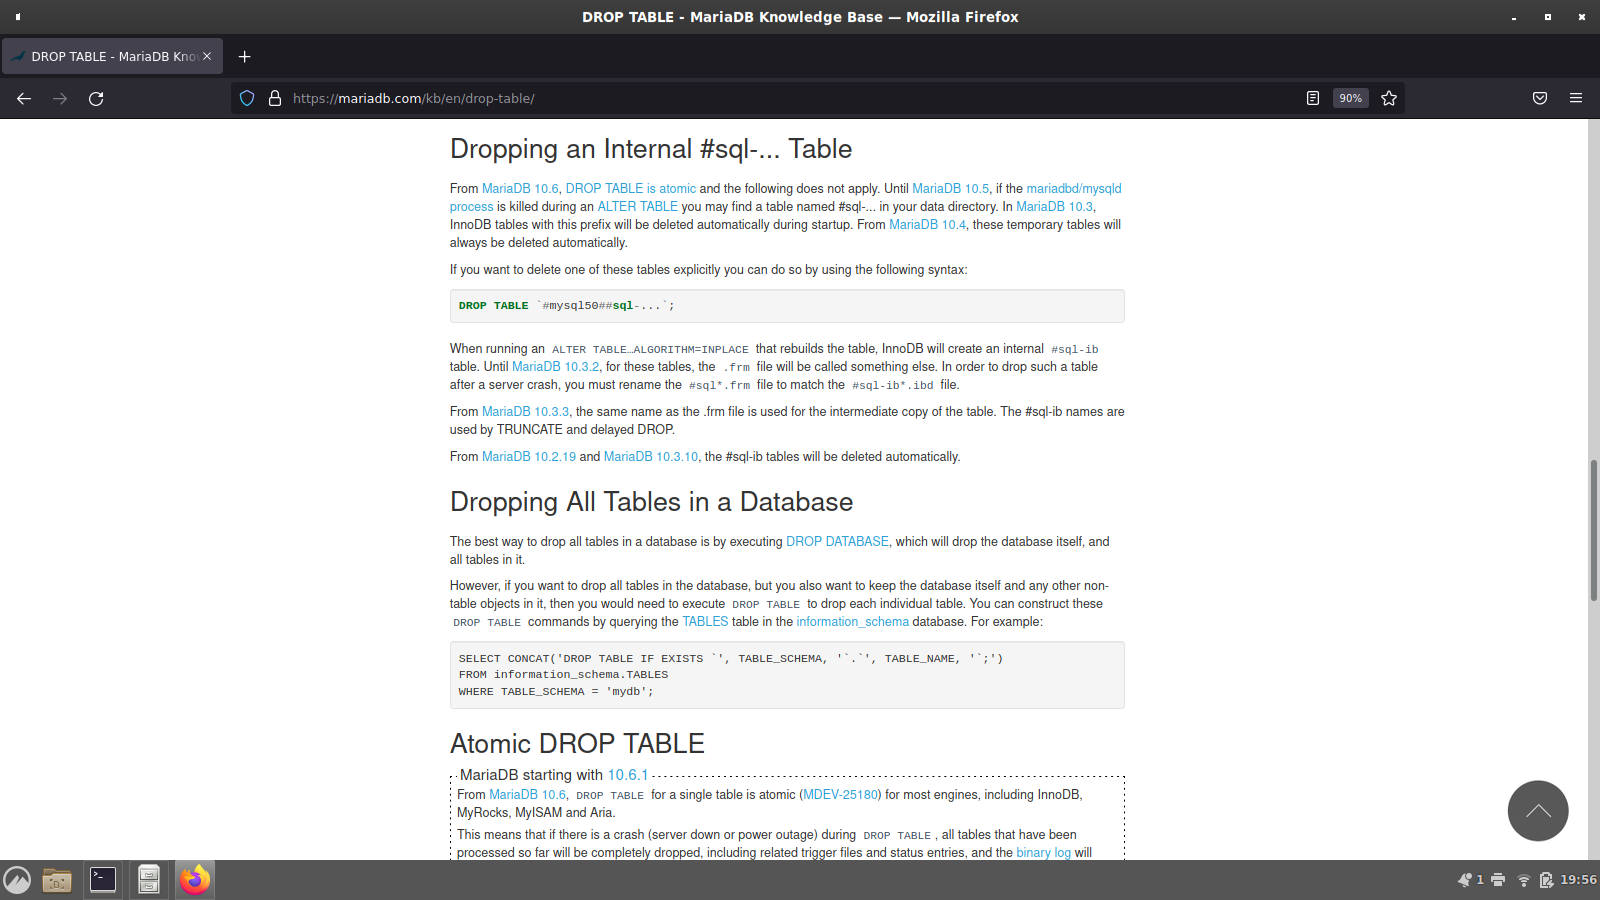 DROP TABLE - MariaDB Knowledge Base — Mozilla Firefox
DROP TABLE - MariaDB Kno
https://mariadb.com/kb/en/drop-table/
90%
Dropping an Internal #sql-... Table
From MariaDB 10.6, DROP TABLE is atomic and the following does not apply. Until MariaDB 10.5, if the mariadbd/mysqld
process is killed during an ALTER TABLE you may find a table named #sql-... in your data directory. In MariaDB 10.3,
InnoDB tables with this prefix will be deleted automatically during startup. From MariaDB 10.4, these temporary tables will
always be deleted automatically.
If you want to delete one of these tables explicitly you can do so by using the following syntax:
DROP TABLE `#mysql50##sql-...`;
When running an ALTER TABLE…ALGORITHM=INPLACE that rebuilds the table, InnoDB will create an internal #sql-ib
table. Until MariaDB 10.3.2, for these tables, the .frm file will be called something else. In order to drop such a table
after a server crash, you must rename the #sql*.frm file to match the #sql-ib*.ibd file.
From MariaDB 10.3.3, the same name as the .frm file is used for the intermediate copy of the table. The #sql-ib names are
used by TRUNCATE and delayed DROP.
From MariaDB 10.2.19 and MariaDB 10.3.10, the #sql-ib tables will be deleted automatically.
Dropping All Tables in a Database
The best way to drop all tables in a database is by executing DROP DATABASE, which will drop the database itself, and
all tables in it.
However, if you want to drop all tables in the database, but you also want to keep the database itself and any other non-
table objects in it, then you would need to execute DROP TABLE to drop each individual table. You can construct these
DROP TABLE commands by querying the TABLES table in the information_schema database. For example:
SELECT CONCAT('DROP TABLE IF EXISTS `', TABLE_SCHEMA, '`.`', TABLE_NAME, '`;')
FROM information_schema.TABLES
WHERE TABLE_SCHEMA = 'mydb';
Atomic DROP TABLE
MariaDB starting with 10.6.1
From MariaDB 10.6, DROP TABLE for a single table is atomic (MDEV-25180) for most engines, including InnoDB,
MyRocks, MyISAM and Aria.
This means that if there is a crash (server down or power outage) during DROP TABLE, all tables that have been
processed so far will be completely dropped, including related trigger files and status entries, and the binary log will
1
19:56